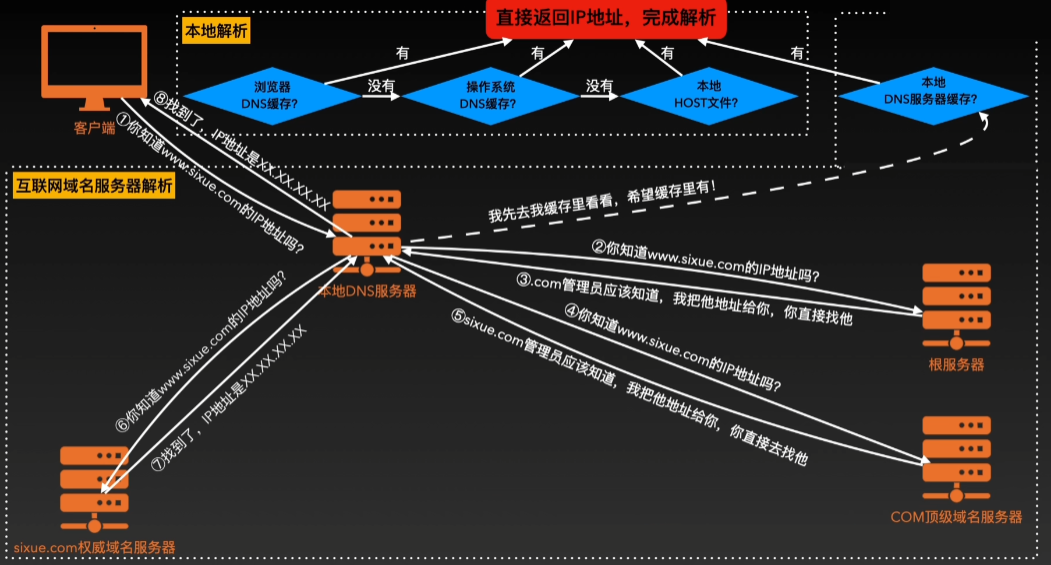 直接返回IP地址，完成解析
本地解析
有
有
有
有
浏览器
DNS缓存?
没有
操作系统
DNS缓存?
没有
本地
HOST文件?
本地
DNS服务器缓存?
客户端
⑧找到了，IP地址是XX.XX.XX.XX
①你知道www.sixue.com的IP地址吗?
互联网域名服务器解析
我先去我缓存里看看，希望缓存里有!
本地DNS服务器
②你知道www.sixue.com的IP地址吗?
③.com管理员应该知道，我把他地址给你，你直接找他
④你知道www.sixue.com的IP地址吗?
⑤sixue.com管理员应该知道，我把他地址给你，你直接去找他
根服务器
⑥你知道www.sixue.com的IP地址吗?
⑦找到了，IP地址是XX.XX.XX.XX
COM顶级域名服务器
sixue.com权威域名服务器